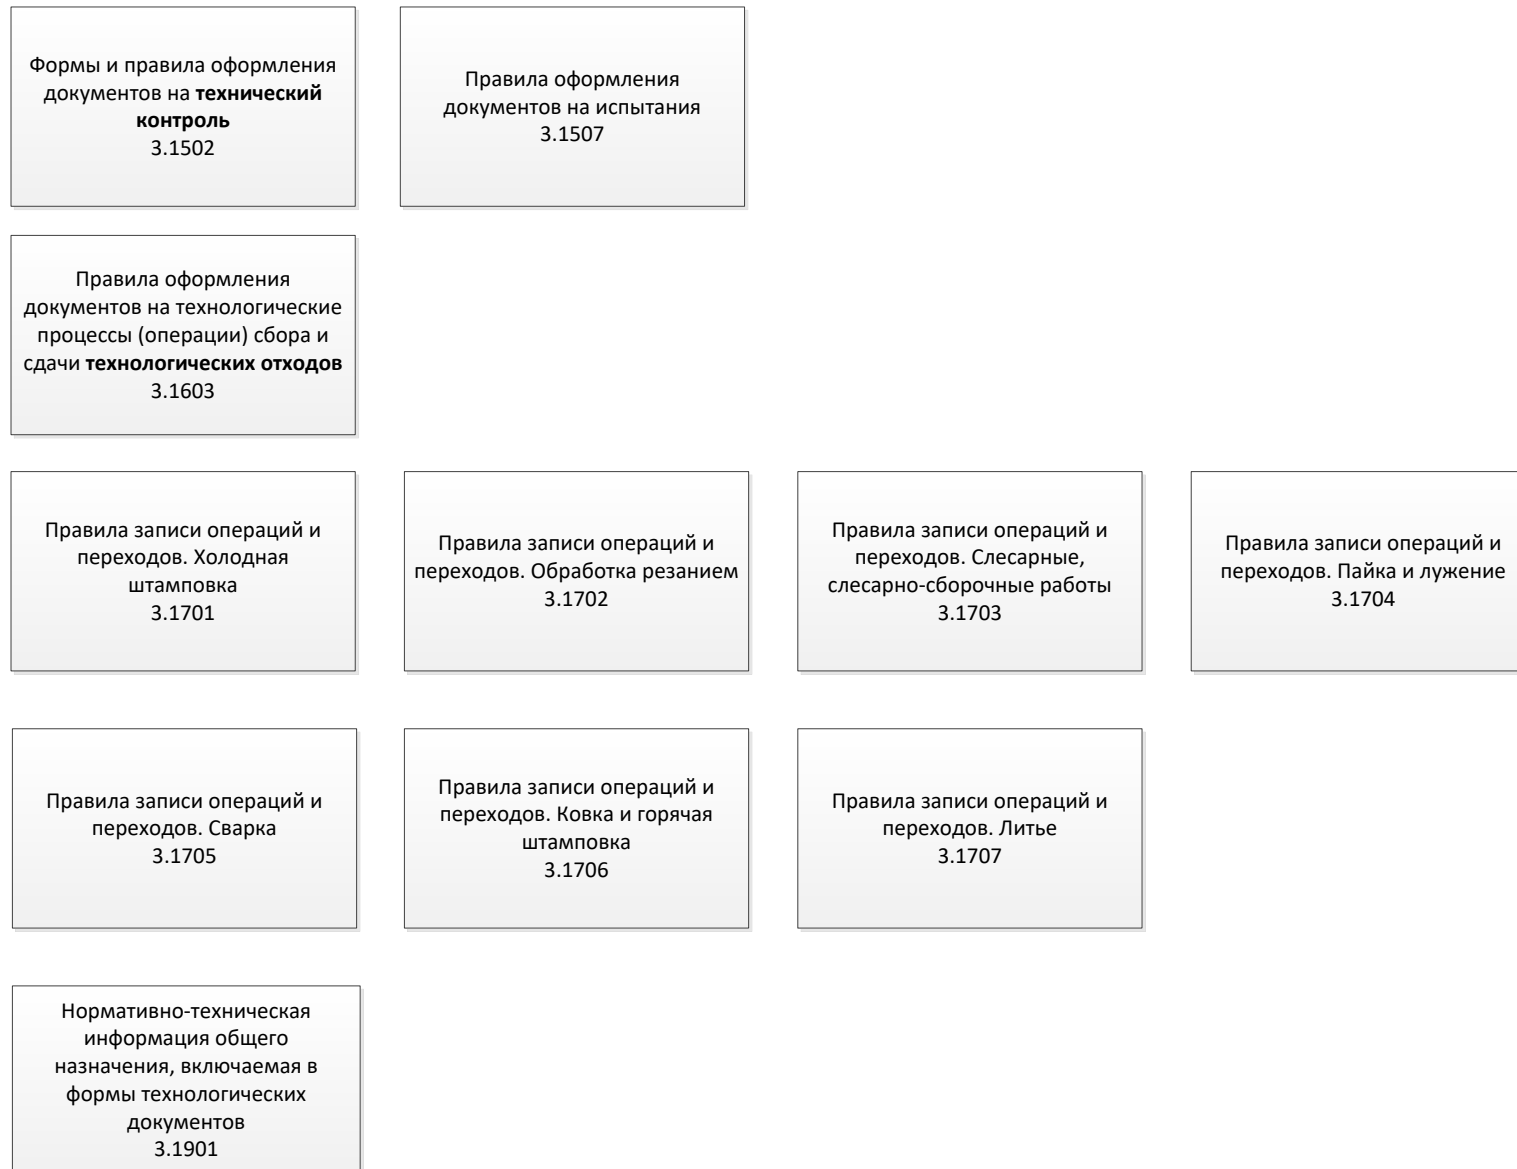 Формы и правила оформления
документов на технический
контроль
3.1502
Правила оформления
документов на испытания
3.1507
Правила оформления
документов на технологические
процессы (операции) сбора и
сдачи технологических отходов
3.1603
Правила записи операций и
переходов. Холодная
штамповка
3.1701
Правила записи операций и
переходов. Обработка резанием
3.1702
Правила записи операций и
переходов. Слесарные,
слесарно-сборочные работы
3.1703
Правила записи операций и
переходов. Пайка и лужение
3.1704
Правила записи операций и
переходов. Сварка
3.1705
Правила записи операций и
переходов. Ковка и горячая
штамповка
3.1706
Правила записи операций и
переходов. Литье
3.1707
Нормативно-техническая
информация общего
назначения, включаемая в
формы технологических
документов
3.1901